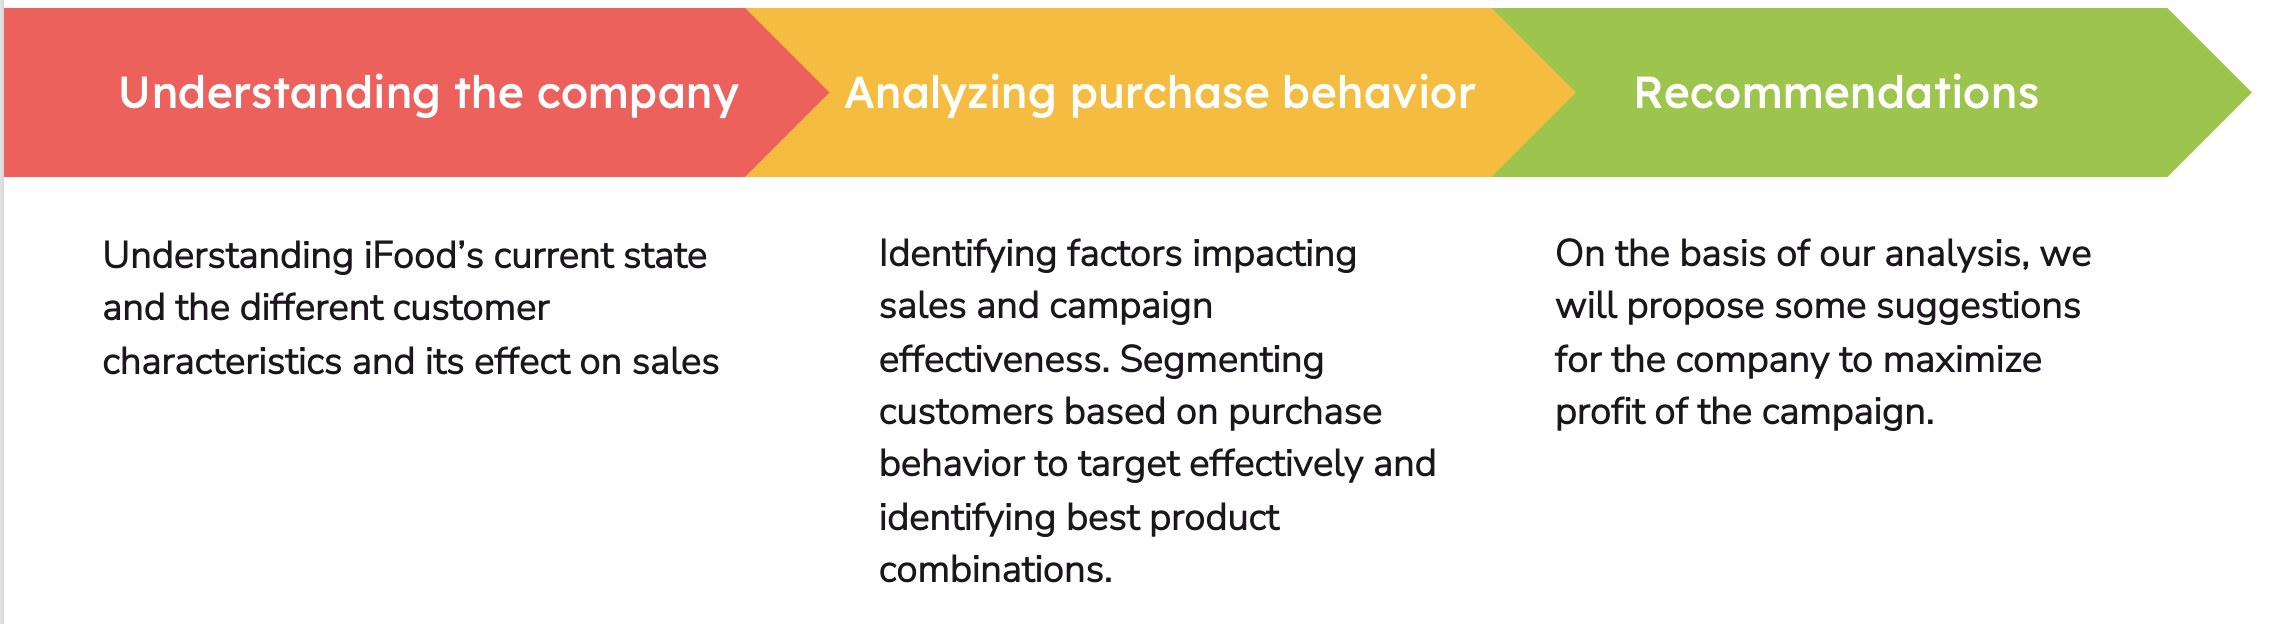 Understanding the company
Analyzing purchase behavior
Recommendations
Understanding iFood’s current state
and the different customer
characteristics and its effect on sales
Identifying factors impacting
sales and campaign
effectiveness. Segmenting
customers based on purchase
behavior to target effectively and
identifying best product
combinations.
On the basis of our analysis, we
will propose some suggestions
for the company to maximize
profit of the campaign.